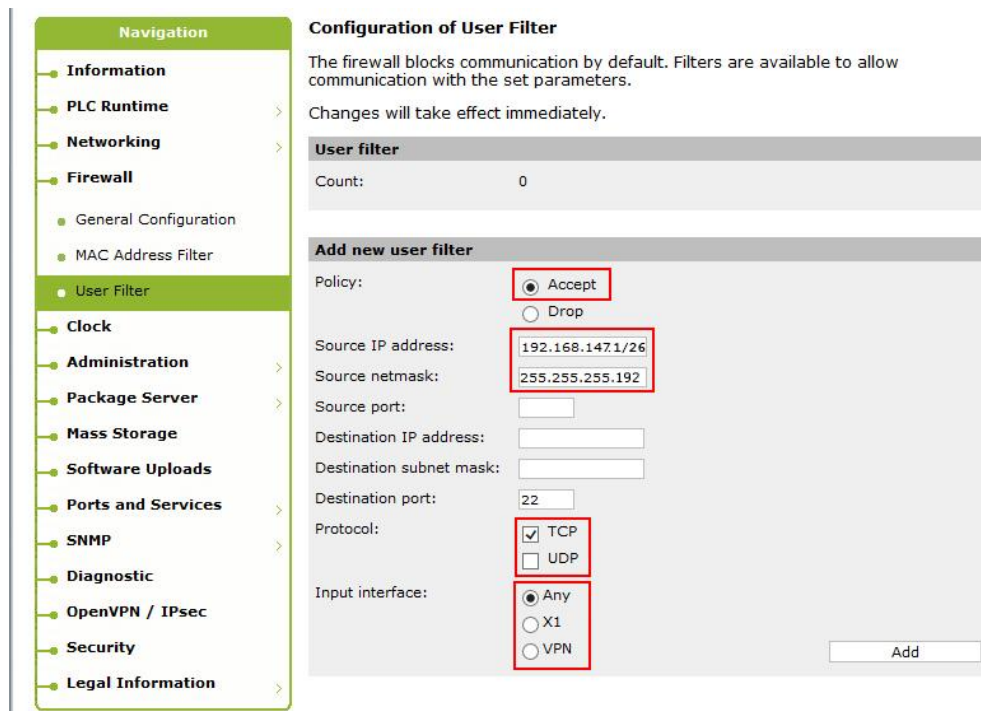 Navigation
Information
PLC Runtime
Networking
Firewall
General Configuration
MAC Address Filter
User Filter
Clock
Administration
Package Server
Mass Storage
Software Uploads
Ports and Services
SNMP
Diagnostic
OpenVPN / IPsec
Security
Legal Information
Configuration of User Filter
The firewall blocks communication by default. Filters are available to allow
communication with the set parameters.
Changes will take effect immediately.
User filter
Count: 0
Add new user filter
Policy: Accept
Drop
Source IP address: 192.168.147.1/26
Source netmask: 255.255.255.192
Source port:
Destination IP address:
Destination subnet mask:
Destination port: 22
Protocol: TCP
UDP
Input interface: Any
X1
VPN
Add